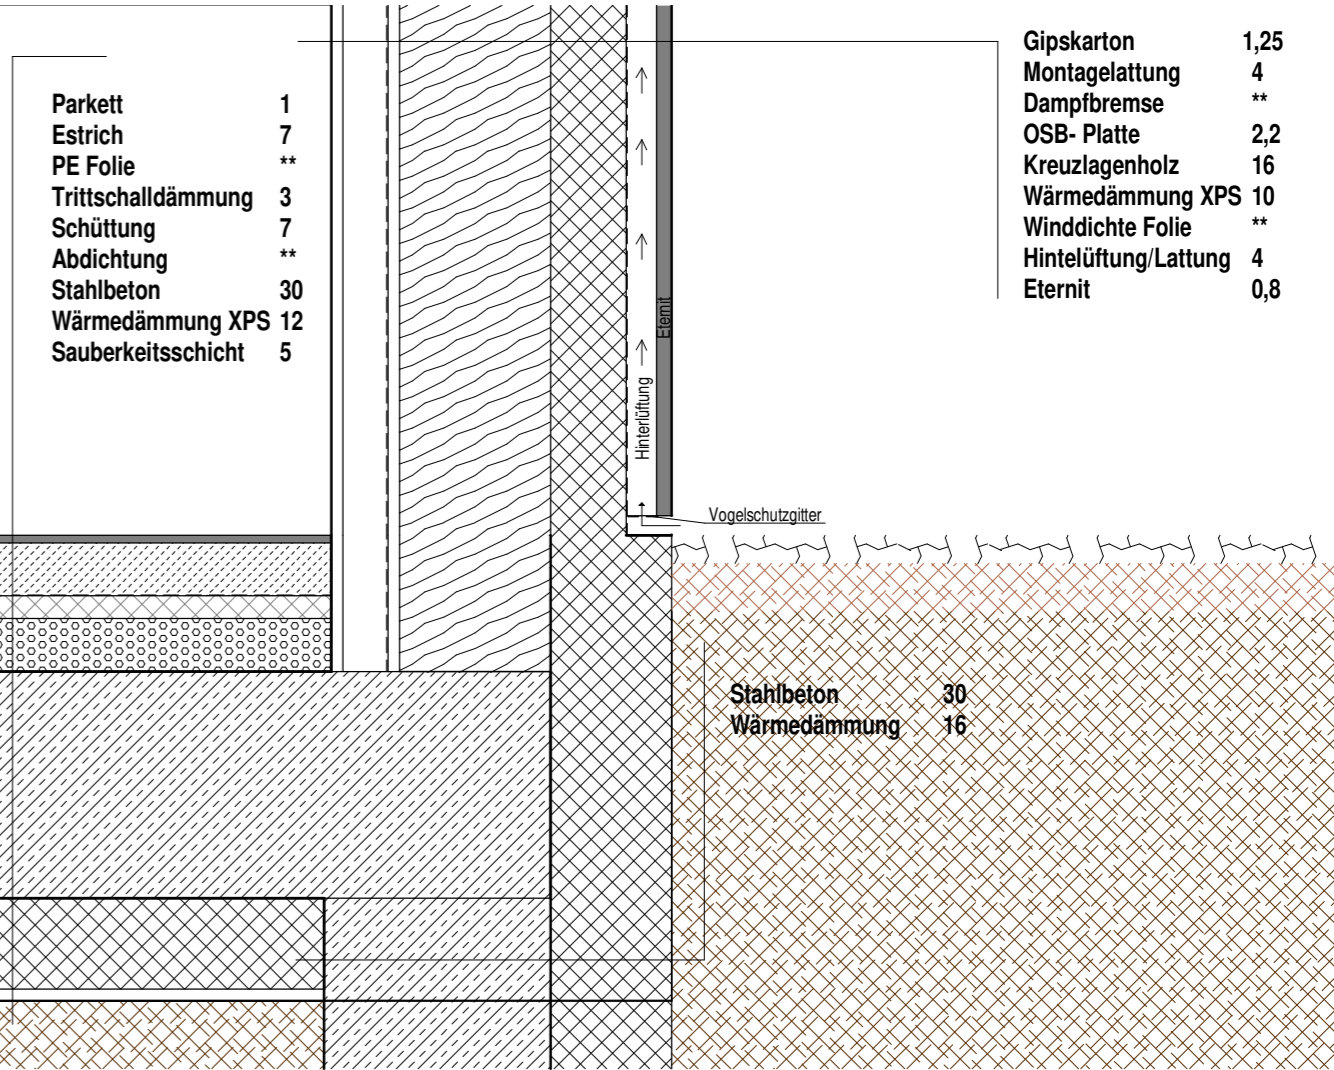 Parkett 1
Estrich 7
PE Folie **
Trittschalldämmung 3
Schüttung 7
Abdichtung **
Stahlbeton 30
Wärmedämmung XPS 12
Sauberkeitsschicht 5
Gipskarton 1,25
Montagelattung 4
Dampfbremse **
OSB- Platte 2,2
Kreuzlagenholz 16
Wärmedämmung XPS 10
Winddichte Folie **
Hintelüftung/Lattung 4
Eternit 0,8
Eternit
Hinterlüftung
Vogelschutzgitter
Stahlbeton 30
Wärmedämmung 16